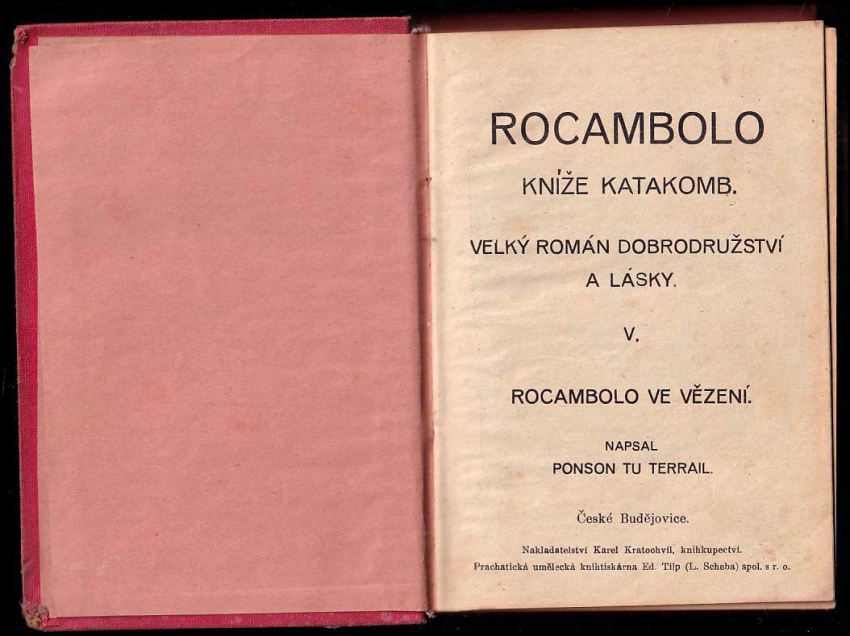 ROCAMBOLO
KNÍŽE KATAKOMB.
VELKÝ ROMÁN DOBRODRUŽSTVÍ
A LÁSKY.
V.
ROCAMBOLO VE VĚZENÍ.
NAPSAL
PONSON TU TERRAIL.
České Budějovice.
Nakladatelství Karel Kratochvíl, knihkupectví.
Prachatická umělecká knihtiskárna Ed. Tilp (L. Scheba) spol. s r. o.